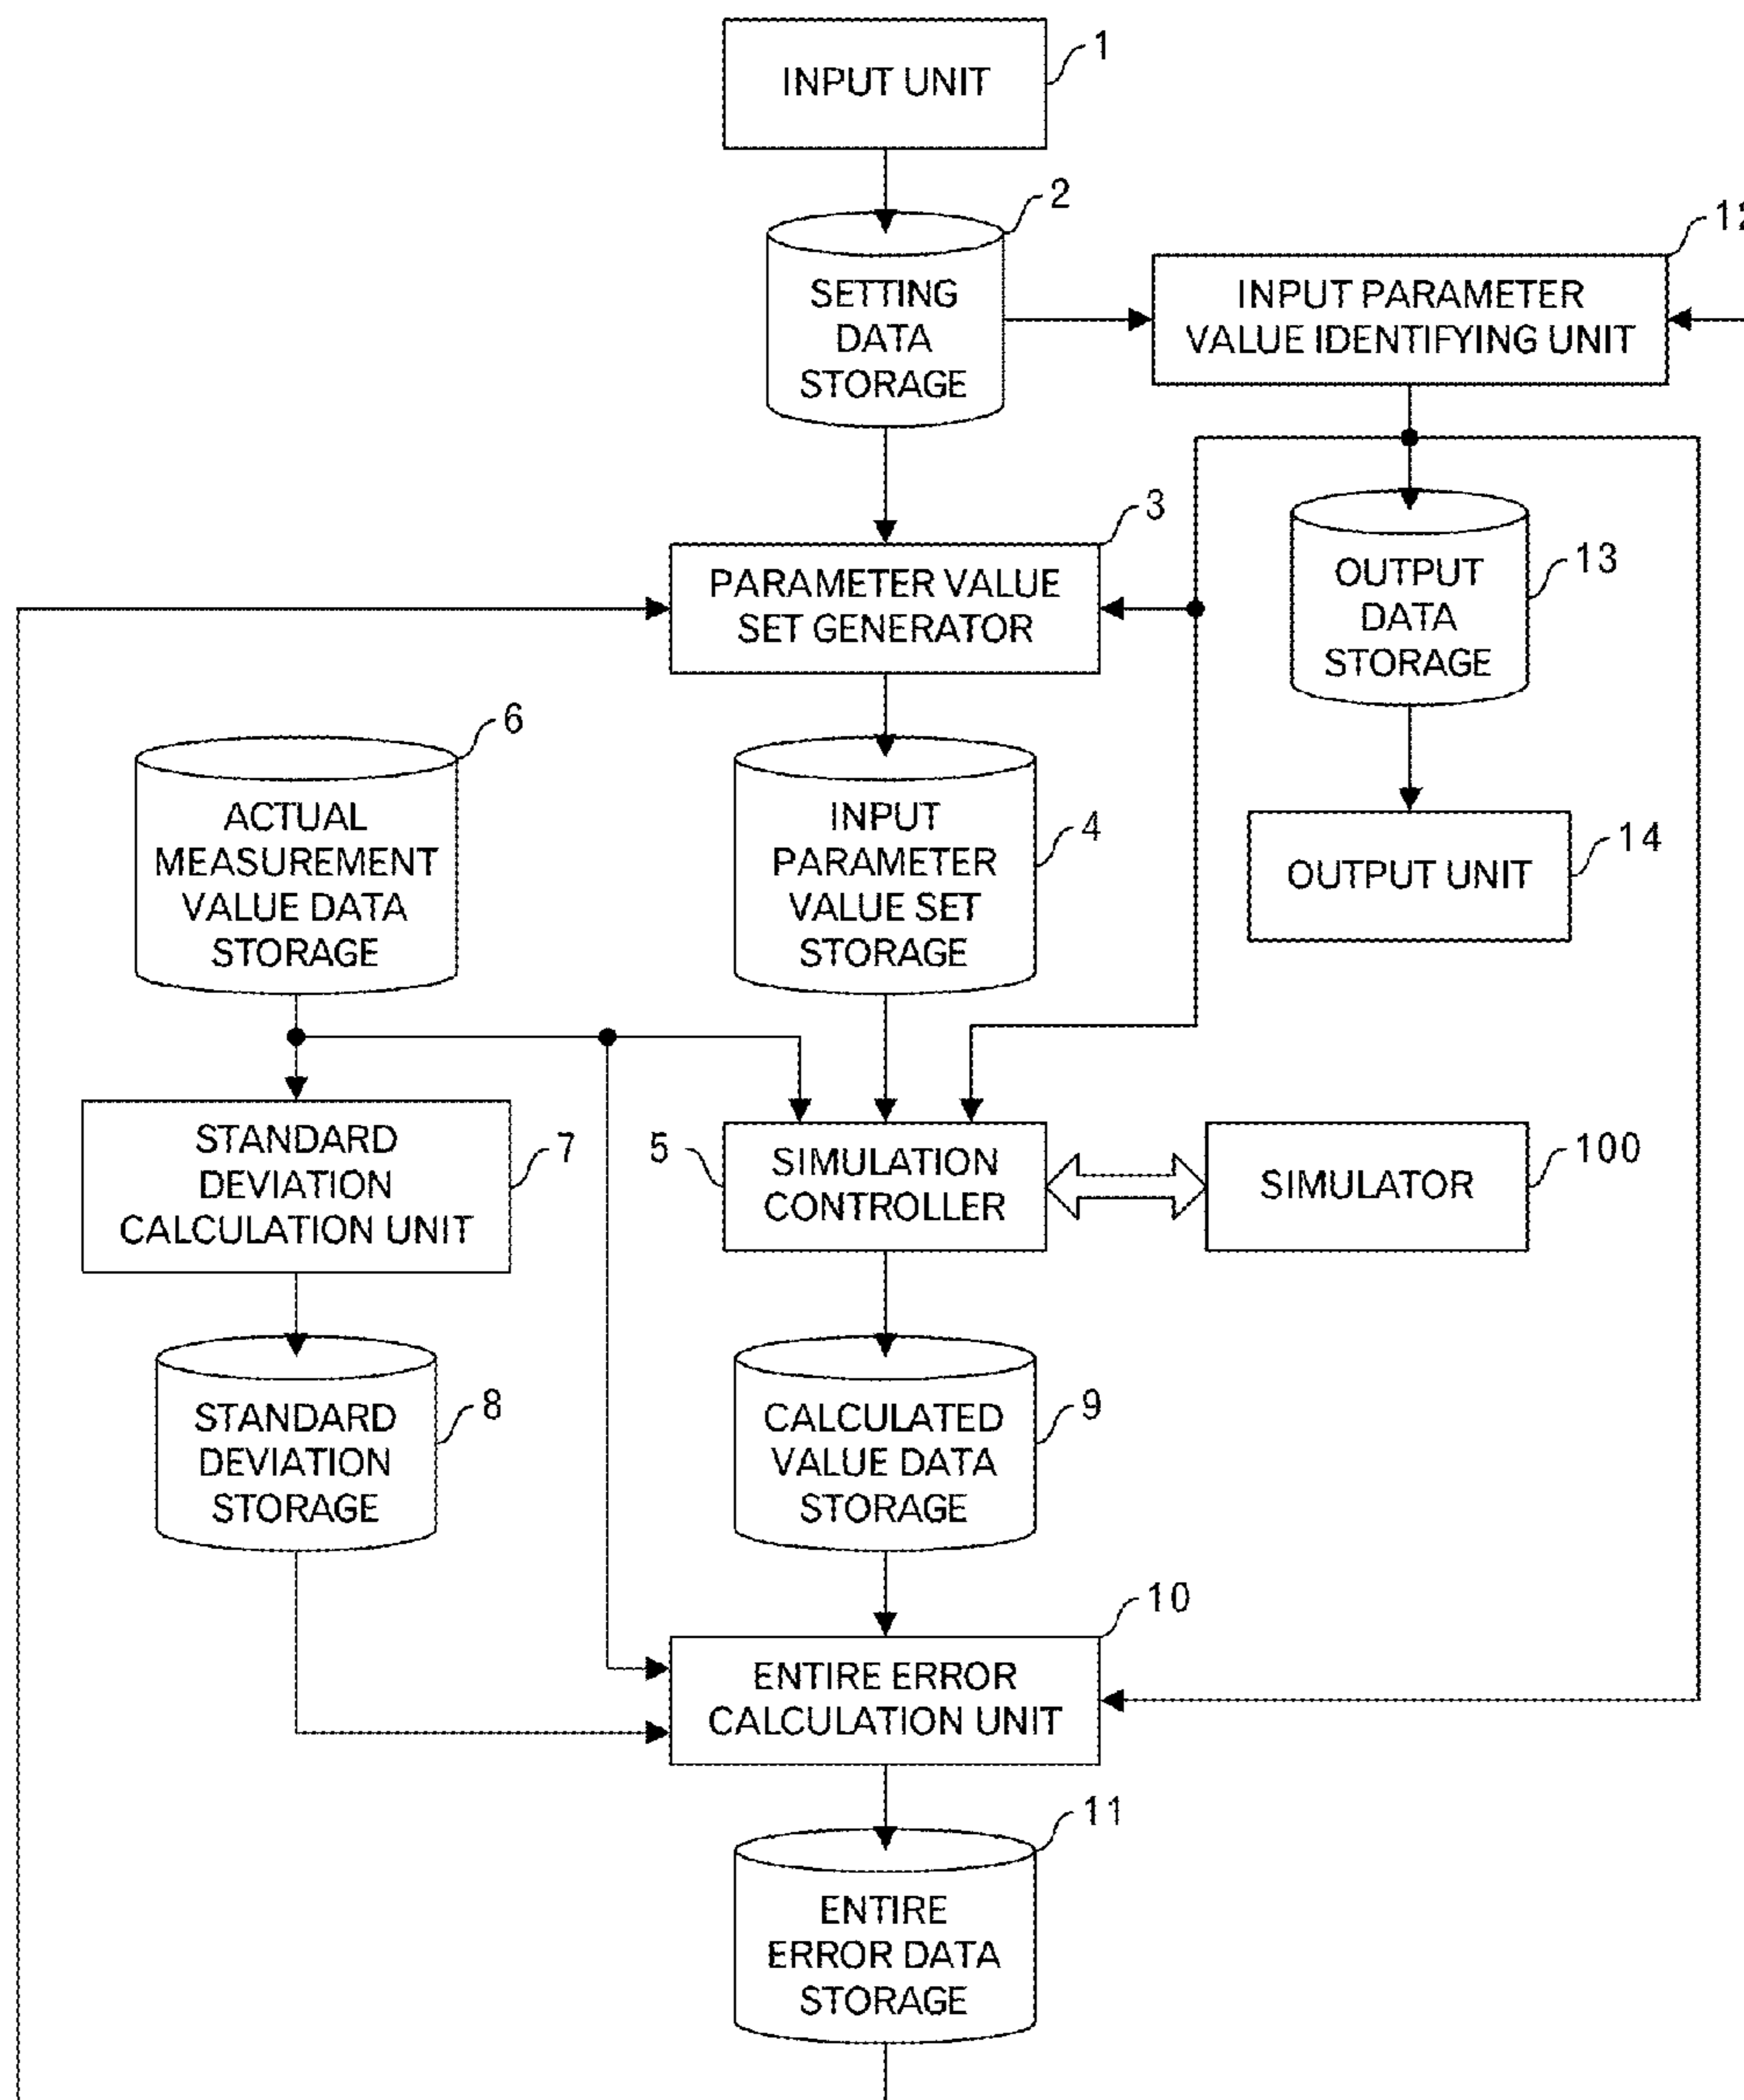 1
INPUT UNIT
2
SETTING
DATA
STORAGE
12
INPUT PARAMETER
VALUE IDENTIFYING UNIT
3
PARAMETER VALUE
SET GENERATOR
13
OUTPUT
DATA
STORAGE
6
ACTUAL
MEASUREMENT
VALUE DATA
STORAGE
4
INPUT
PARAMETER
VALUE SET
STORAGE
14
OUTPUT UNIT
7
STANDARD
DEVIATION
CALCULATION UNIT
5
SIMULATION
CONTROLLER
100
SIMULATOR
8
STANDARD
DEVIATION
STORAGE
9
CALCULATED
VALUE DATA
STORAGE
10
ENTIRE ERROR
CALCULATION UNIT
11
ENTIRE
ERROR DATA
STORAGE